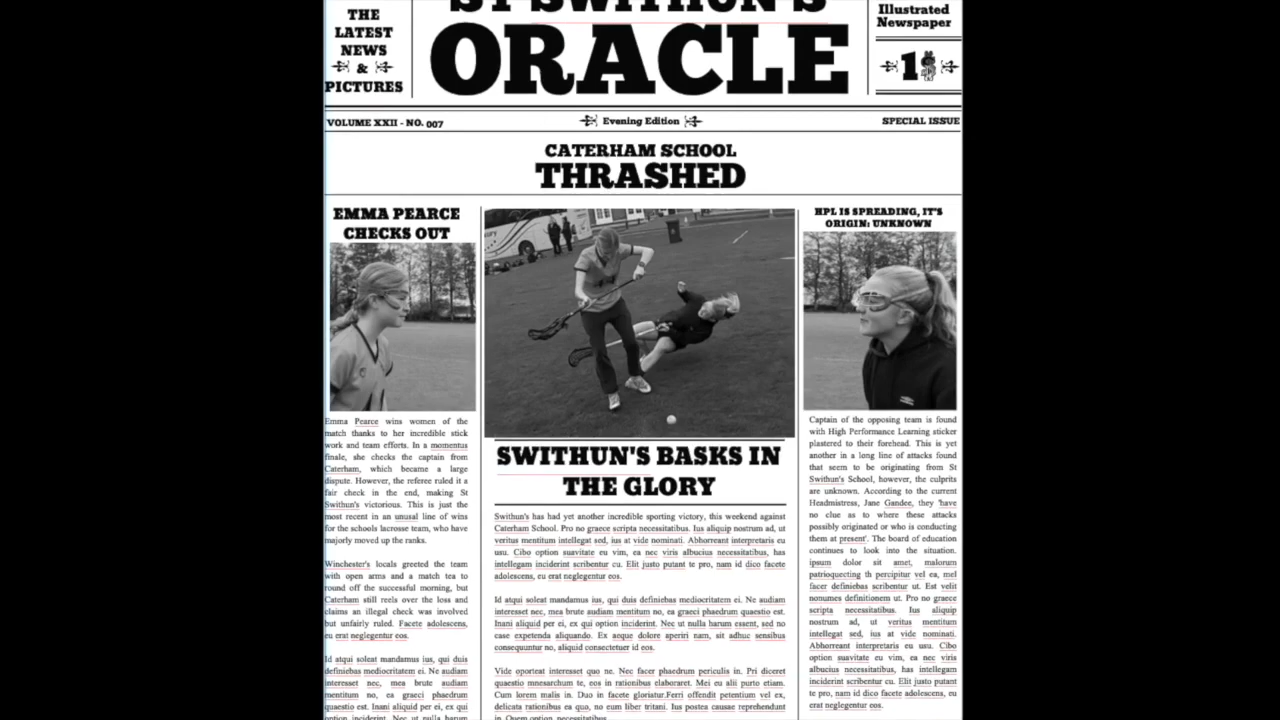 THE
LATEST
NEWS
&
PICTURES
ST SWITHUN'S
ORACLE
Illustrated
Newspaper
1
VOLUME XXII - NO. 007
Evening Edition
SPECIAL ISSUE
CATERHAM SCHOOL
THRASHED
EMMA PEARCE
CHECKS OUT
Emma Pearce wins women of the
match thanks to her incredible stick
work and team efforts. In a momentus
finale, she checks the captain from
Caterham, which became a large
dispute. However, the referee ruled it a
fair check in the end, making St
Swithun's victorious. This is just the
most recent in an unusal line of wins
for the schools lacrosse team, who have
majorly moved up the ranks.
Winchester's locals greeted the team
with open arms and a match tea to
round off the successful morning, but
Caterham still reels over the loss and
claims an illegal check was involved
but unfairly ruled. Facete adolescens,
eu erat neglegentur eos.
Id atqui soleat mandamus ius, qui duis
definiebas mediocritatem ei. Ne audiam
interesset nec, mea brute audiam
mentitum no, ea graeci phaedrum
quaestio est. Inani aliquid per ei, ex qui
option inciderint. Nec ut nulla harum
SWITHUN'S BASKS IN
THE GLORY
Swithun's has had yet another incredible sporting victory, this weekend against
Caterham School. Pro no graece scripta necessitatibus. Ius aliquip nostrum ad, ut
veritus mentitum intellegat sed, ius at vide nominati. Abhorreant interpretaris eu
usu. Cibo option suavitate eu vim, ea nec viris albucius necessitatibus, has
intellegam inciderint scribentur cu. Elit justo putant te pro, nam id dico facete
adolescens, eu erat neglegentur eos.
Id atqui soleat mandamus ius, qui duis definiebas mediocritatem ei. Ne audiam
interesset nec, mea brute audiam mentitum no, ea graeci phaedrum quaestio est.
Inani aliquid per ei, ex qui option inciderint. Nec ut nulla harum essent, sed no
case expetenda aliquando. Ex aeque dolore aperiri nam, sit adhuc sensibus
consequuntur no, aliquid consectetuer id eos.
Vide oporteat interesset quo ne. Nec facer phaedrum periculis in. Pri diceret
quaestio mnesarchum te, eos in rationibus elaboraret. Mei eu alii purto etiam.
Cum lorem malis in. Duo in facete gloriatur.Ferri offendit petentium vel ex,
delicata rationibus ea quo, no eum liber tritani. Ius postea causae reprehendunt
in. Quem option necessitatibus
HPL IS SPREADING, IT'S
ORIGIN: UNKNOWN
Captain of the opposing team is found
with High Performance Learning sticker
plastered to their forehead. This is yet
another in a long line of attacks found
that seem to be originating from St
Swithun's School, however, the culprits
are unknown. According to the current
Headmistress, Jane Gandee, they 'have
no clue as to where these attacks
possibly originated or who is conducting
them at present'. The board of education
continues to look into the situation.
ipsum dolor sit amet, malorum
patrioquecting th percipitur vel ea, mel
facer definiebas scribentur ut. Est velit
nonumes definitionem ut. Pro no graece
scripta necessitatibus. Ius aliquip
nostrum ad, ut veritus mentitum
intellegat sed, ius at vide nominati.
Abhorreant interpretaris eu usu. Cibo
option suavitate eu vim, ea nec viris
albucius necessitatibus, has intellegam
inciderint scribentur cu. Elit justo putant
te pro, nam id dico facete adolescens, eu
erat neglegentur eos.